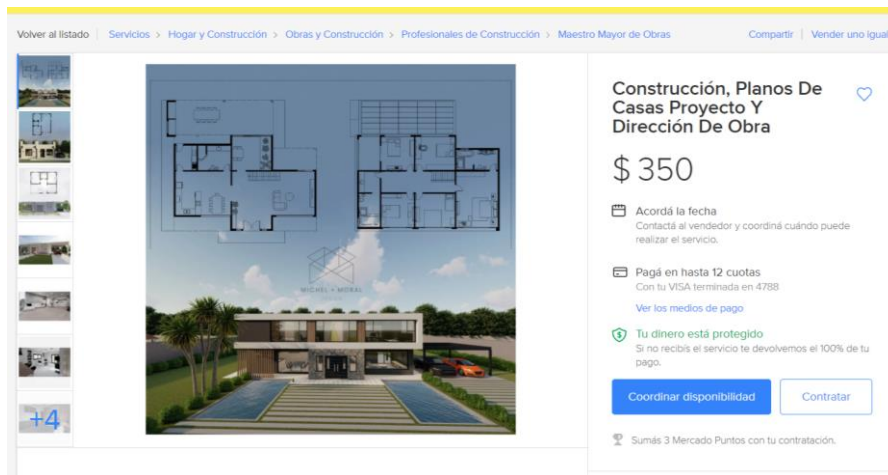 Volver al listado | Servicios > Hogar y Construcción > Obras y Construcción > Profesionales de Construcción > Maestro Mayor de Obras
Compartir | Vender uno igual
Construcción, Planos De
Casas Proyecto Y
Dirección De Obra
$ 350
Acordá la fecha
Contactá al vendedor y coordiná cuándo puede
realizar el servicio.
Pagá en hasta 12 cuotas
Con tu VISA terminada en 4788
Ver los medios de pago
Tu dinero está protegido
Si no recibís el servicio te devolvemos el 100% de tu
pago.
Coordinar disponibilidad
Contratar
Sumás 3 Mercado Puntos con tu contratación.
MICHEL + MORAL
+4